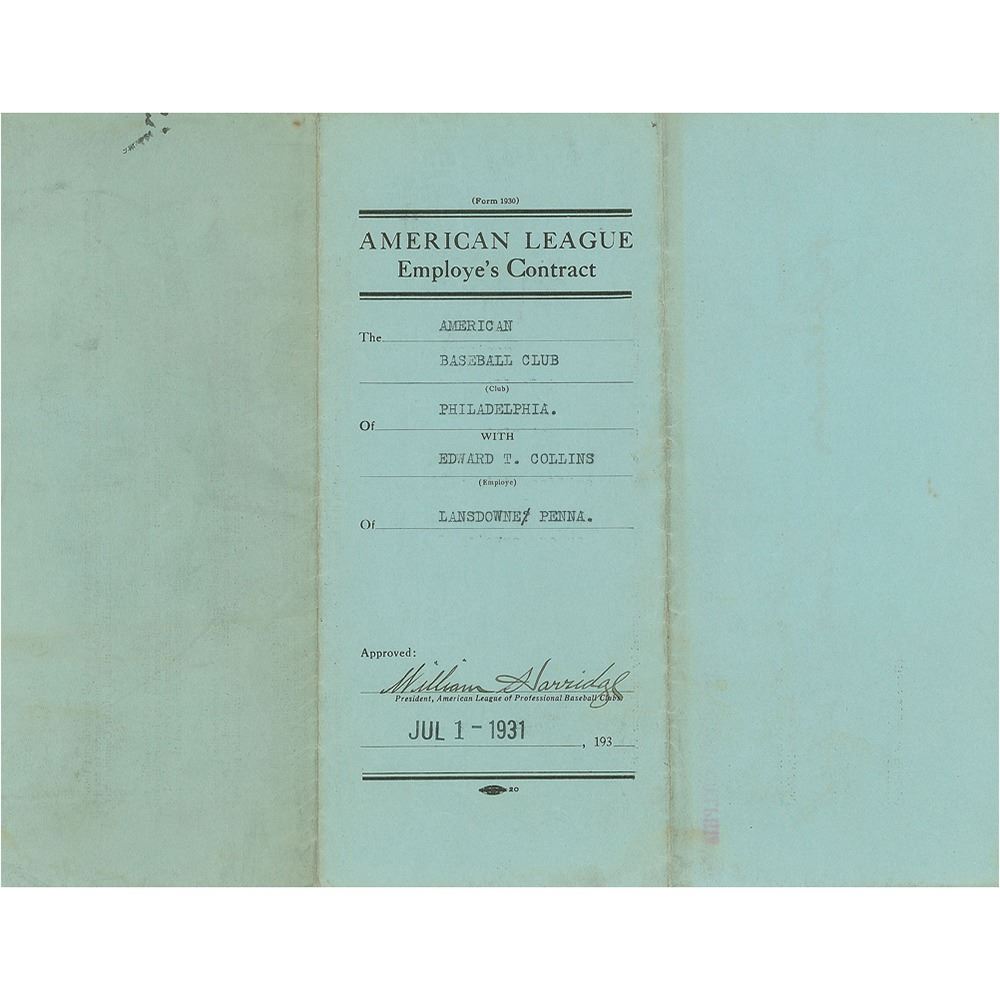 (Form 1930)
AMERICAN LEAGUE
Employe's Contract
The AMERICAN
BASEBALL CLUB
(Club)
Of PHILADELPHIA.
WITH
EDWARD T. COLLINS
(Employe)
Of LANSDOWNE, PENNA.
Approved:
William Harridge
President, American League of Professional Baseball Clubs
JUL 1 - 1931 , 193
20